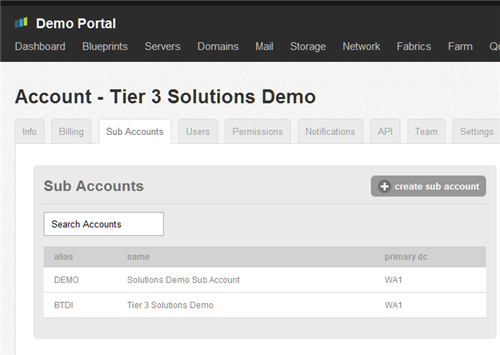 Demo Portal
Dashboard Blueprints Servers Domains Mail Storage Network Fabrics Farm
Account - Tier 3 Solutions Demo
Info Billing Sub Accounts Users Permissions Notifications API Team Settings
Sub Accounts
create sub account
Search Accounts
alias name primary dc
DEMO Solutions Demo Sub Account WA1
BTDI Tier 3 Solutions Demo WA1